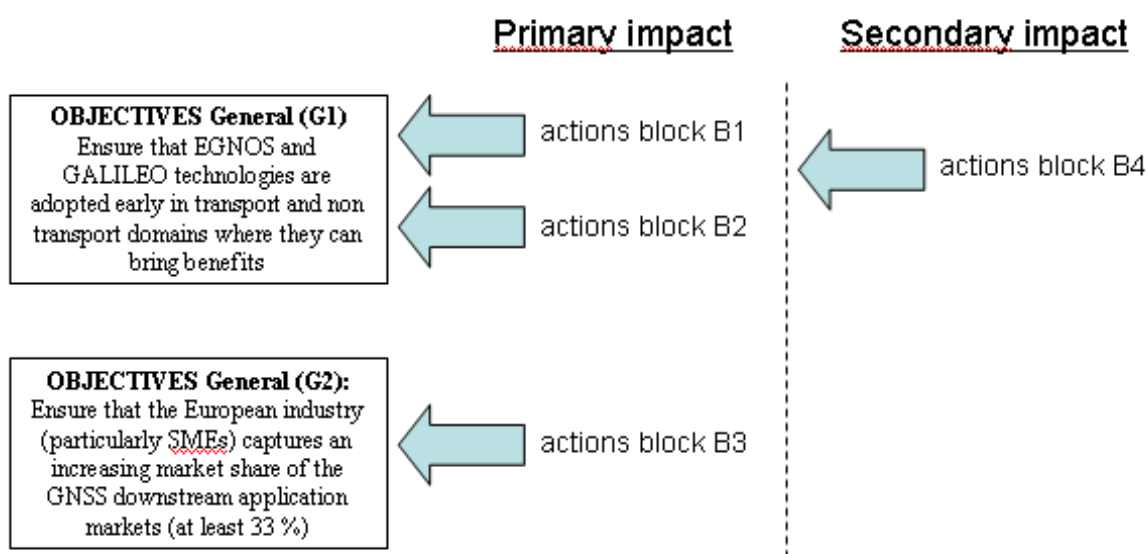 Primary impact
Secondary impact
OBJECTIVES General (G1)
Ensure that EGNOS and
GALILEO technologies are
adopted early in transport and non
transport domains where they can
bring benefits
actions block B1
actions block B2
actions block B4
OBJECTIVES General (G2):
Ensure that the European industry
(particularly SMEs) captures an
increasing market share of the
GNSS downstream application
markets (at least 33 %)
actions block B3